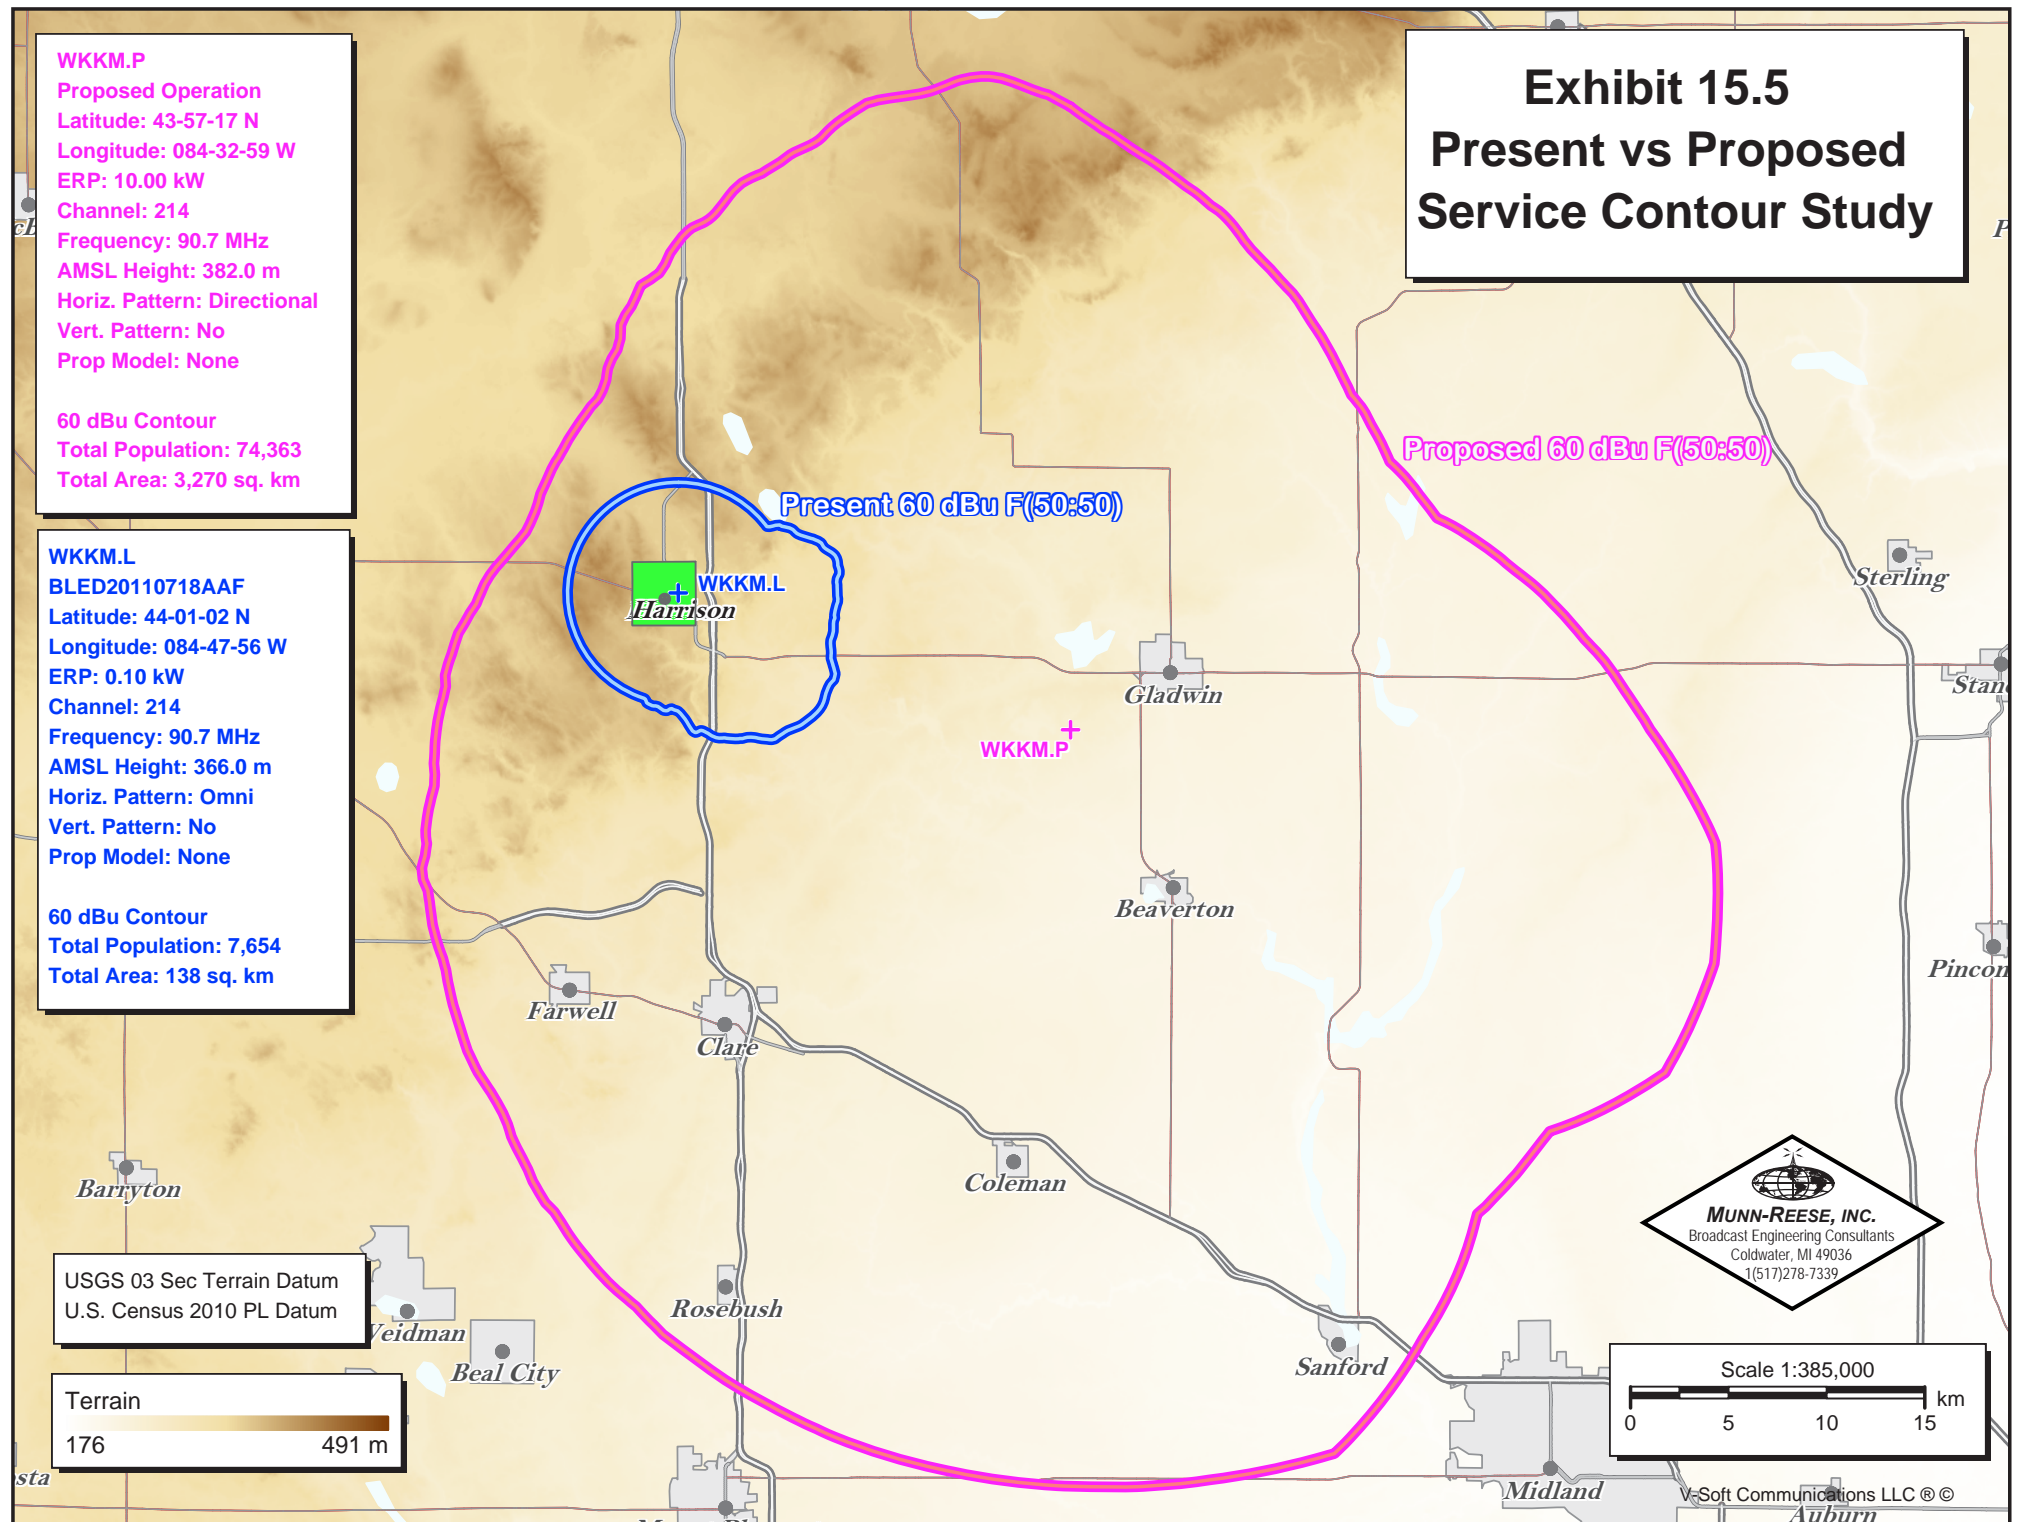 WKKM.P
Proposed Operation
Latitude: 43-57-17 N
Longitude: 084-32-59 W
ERP: 10.00 kW
Channel: 214
Frequency: 90.7 MHz
AMSL Height: 382.0 m
Horiz. Pattern: Directional
Vert. Pattern: No
Prop Model: None
60 dBu Contour
Total Population: 74,363
Total Area: 3,270 sq. km
WKKM.L
BLED20110718AAF
Latitude: 44-01-02 N
Longitude: 084-47-56 W
ERP: 0.10 kW
Channel: 214
Frequency: 90.7 MHz
AMSL Height: 366.0 m
Horiz. Pattern: Omni
Vert. Pattern: No
Prop Model: None
60 dBu Contour
Total Population: 7,654
Total Area: 138 sq. km
Exhibit 15.5
Present vs Proposed
Service Contour Study
Proposed 60 dBu F(50:50)
Present 60 dBu F(50:50)
WKKM.L
Harrison
Sterling
Gladwin
Stan
WKKM.P
Beaverton
Pincon
Farwell
Clare
Coleman
Barryton
Rosebush
Sanford
Veidman
Beal City
Midland
Auburn
sta
MUNN-REESE, INC.
Broadcast Engineering Consultants
Coldwater, MI 49036
1(517)278-7339
USGS 03 Sec Terrain Datum
U.S. Census 2010 PL Datum
Terrain
176 491 m
Scale 1:385,000
km
0 5 10 15
V-Soft Communications LLC ® ©